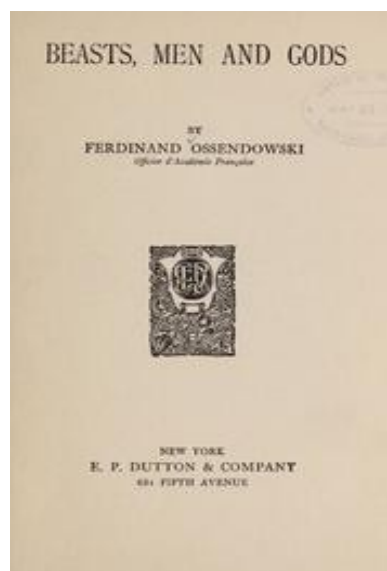 BEASTS, MEN AND GODS
BY
FERDINAND OSSENDOWSKI
Officier d'Académie Française
NEW YORK
E. P. DUTTON & COMPANY
681 FIFTH AVENUE